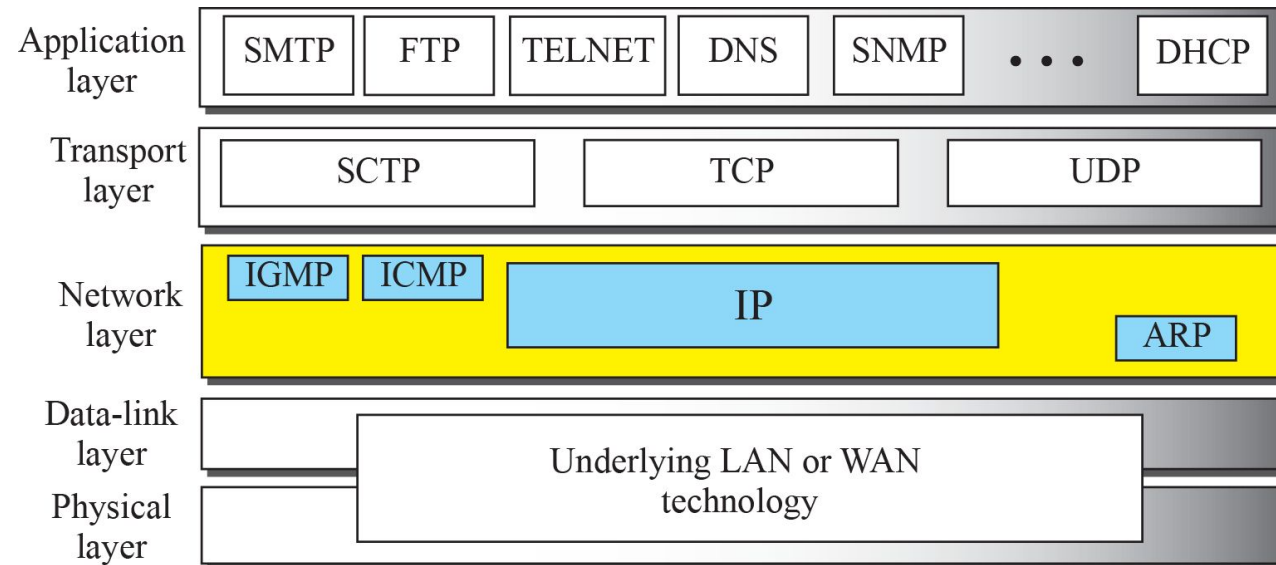 Application
layer
SMTP FTP TELNET DNS SNMP • • • DHCP
Transport
layer
SCTP TCP UDP
Network
layer
IGMP ICMP IP ARP
Data-link
layer
Physical
layer
Underlying LAN or WAN
technology